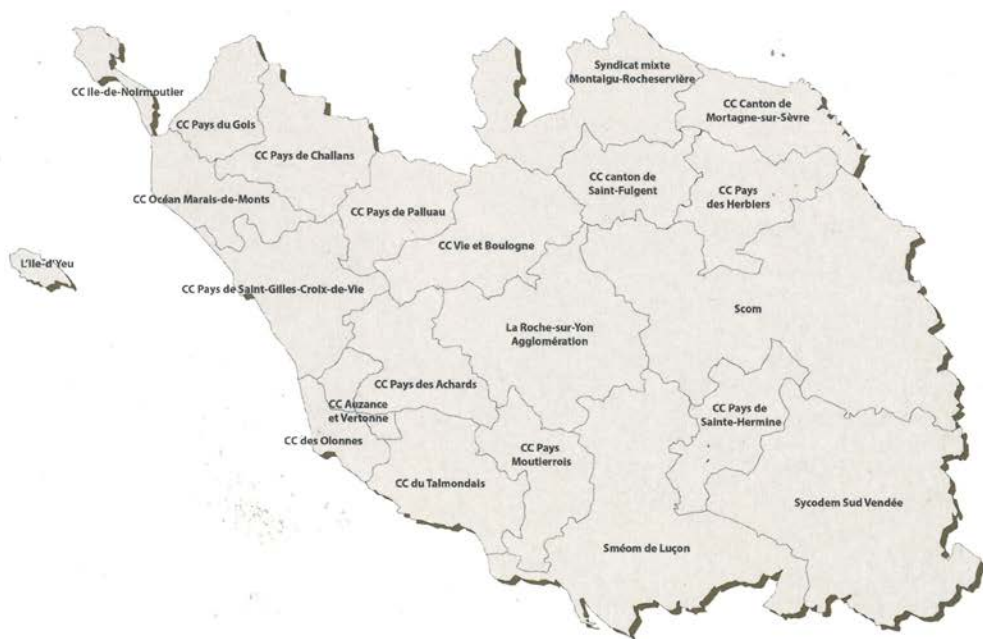 Syndicat mixte
Montaigu-Rocheservière
CC Ile-de-Noirmoutier
CC Canton de
Mortagne-sur-Sèvre
CC Pays du Gois
CC Pays de Challans
CC canton de
Saint-Fulgent
CC Pays
des Herbiers
CC Océan Marais-de-Monts
CC Pays de Palluau
CC Vie et Boulogne
L'Ile-d'Yeu
CC Pays de Saint-Gilles-Croix-de-Vie
Scom
La Roche-sur-Yon
Agglomération
CC Pays des Achards
CC Auzance
et Vertonne
CC Pays de
Sainte-Hermine
CC des Olonnes
CC Pays
Moutierrois
CC du Talmondais
Sycodem Sud Vendée
Sméom de Luçon